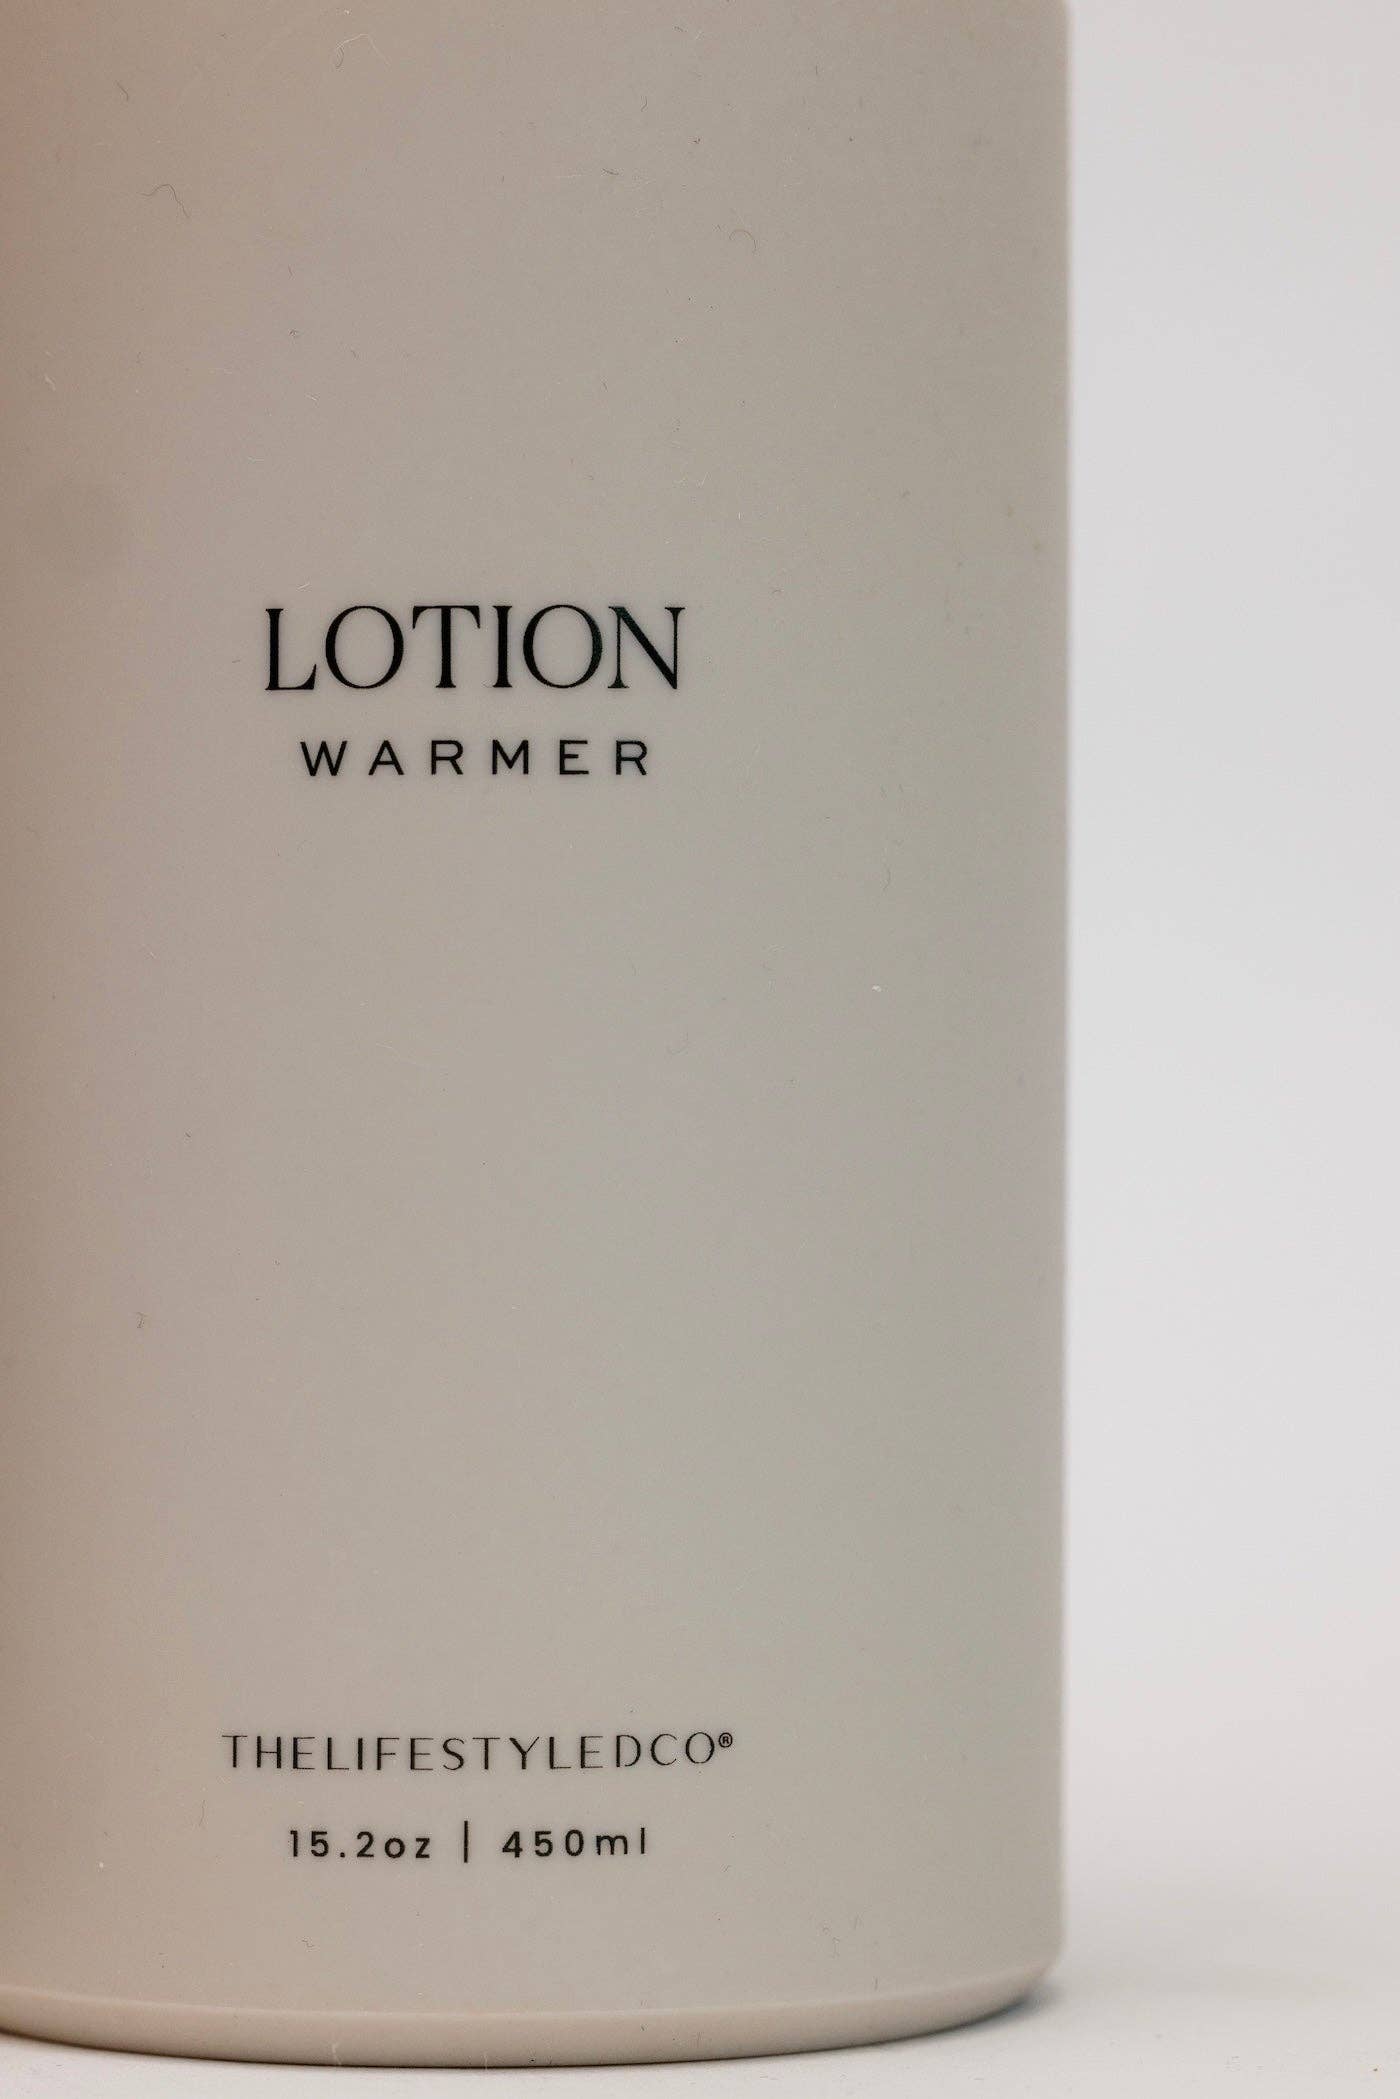 LOTION
WARMER
THELIFESTYLEDCO®
15.2oz | 450ml